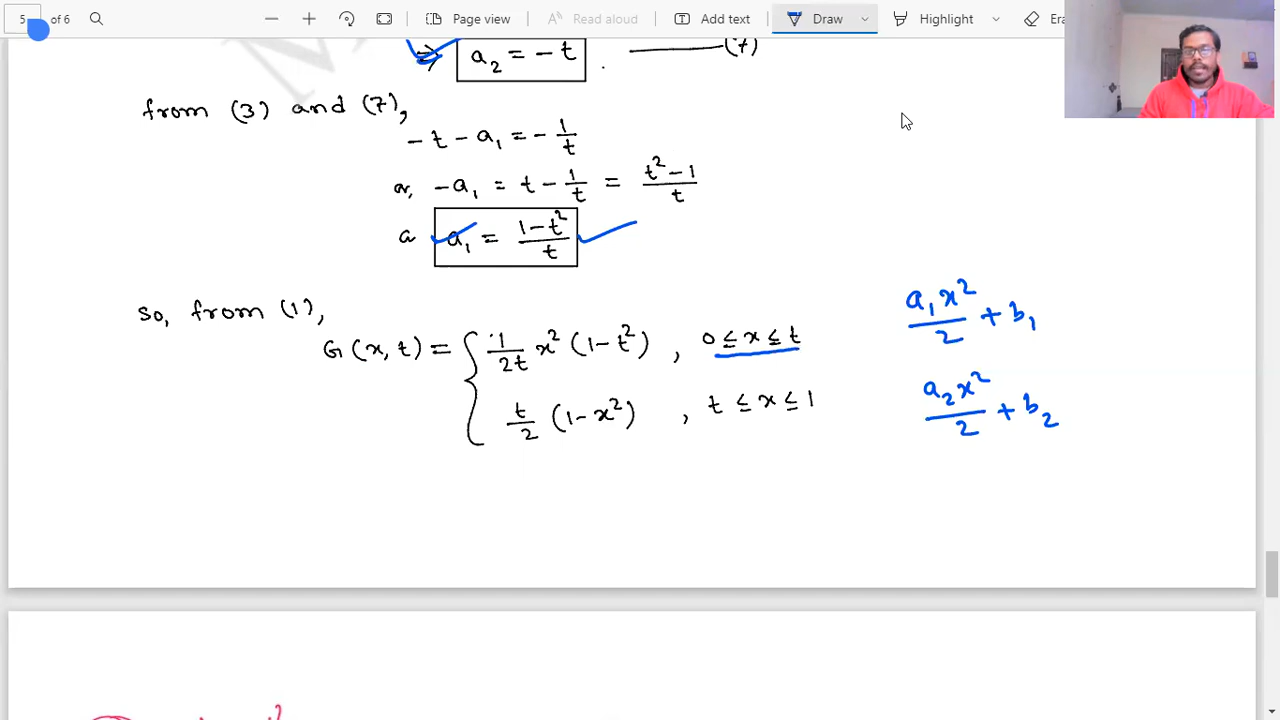 5 of 6 Page view Read aloud Add text Draw Highlight Era
⇒ a₂ = - t . ———(7)
from (3) and (7),
- t - a₁ = - 1/t
or, -a₁ = t - 1/t = (t² - 1)/t
a a₁ = (1 - t²)/t
So, from (1),
G(x, t) = { 1/2t x² (1 - t²) , 0 ≤ x ≤ t
t/2 (1 - x²) , t ≤ x ≤ 1
a₁x²/2 + b₁
a₂x²/2 + b₂